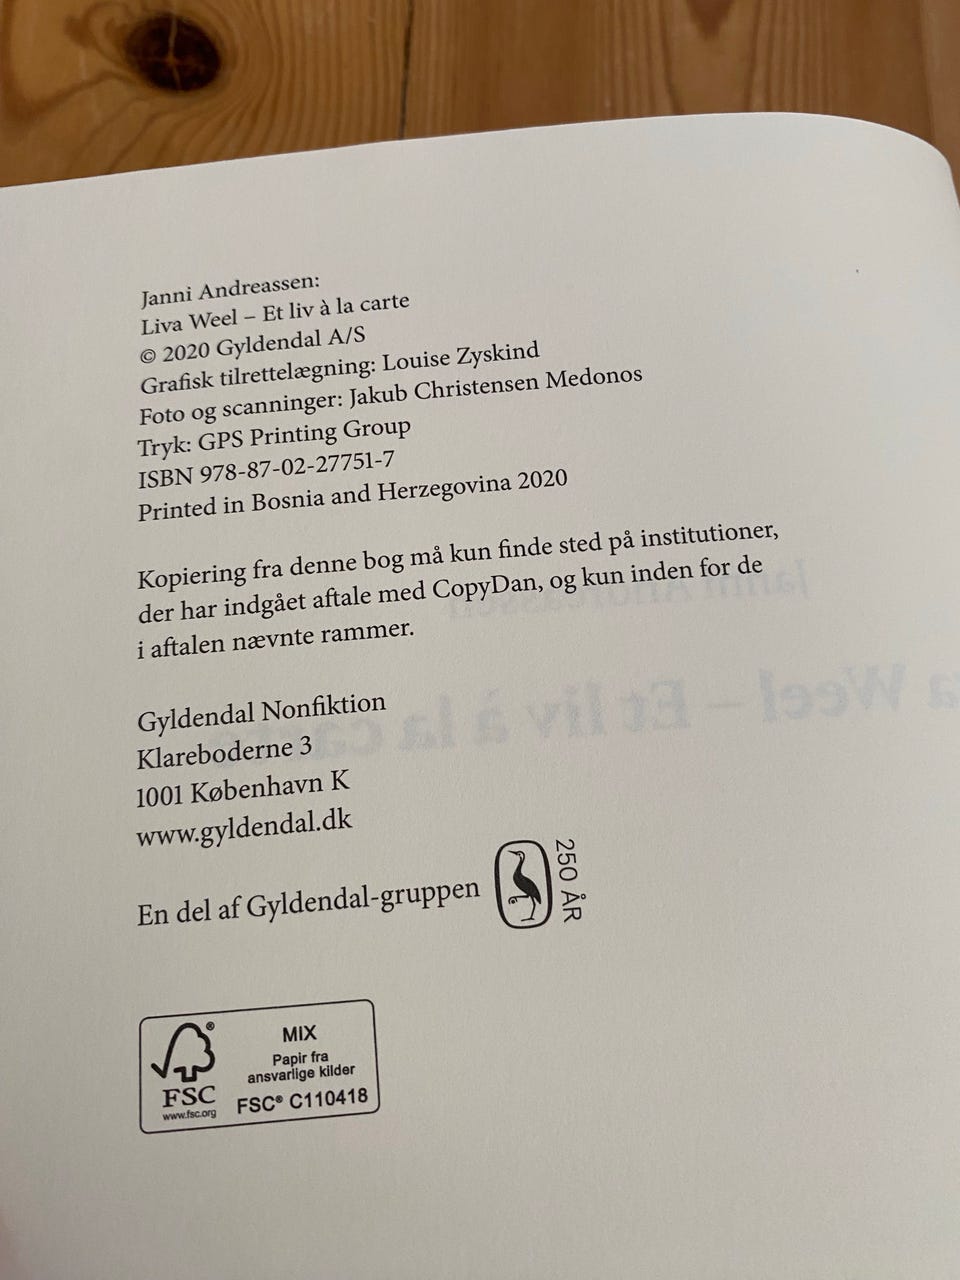 Janni Andreassen:
Liva Weel – Et liv à la carte
© 2020 Gyldendal A/S
Grafisk tilrettelægning: Louise Zyskind
Foto og scanninger: Jakub Christensen Medonos
Tryk: GPS Printing Group
ISBN 978-87-02-27751-7
Printed in Bosnia and Herzegovina 2020
Kopiering fra denne bog må kun finde sted på institutioner,
der har indgået aftale med CopyDan, og kun inden for de
i aftalen nævnte rammer.
Gyldendal Nonfiktion
Klareboderne 3
1001 København K
www.gyldendal.dk
En del af Gyldendal-gruppen
250 ÅR
FSC®
www.fsc.org
MIX
Papir fra
ansvarlige kilder
FSC® C110418